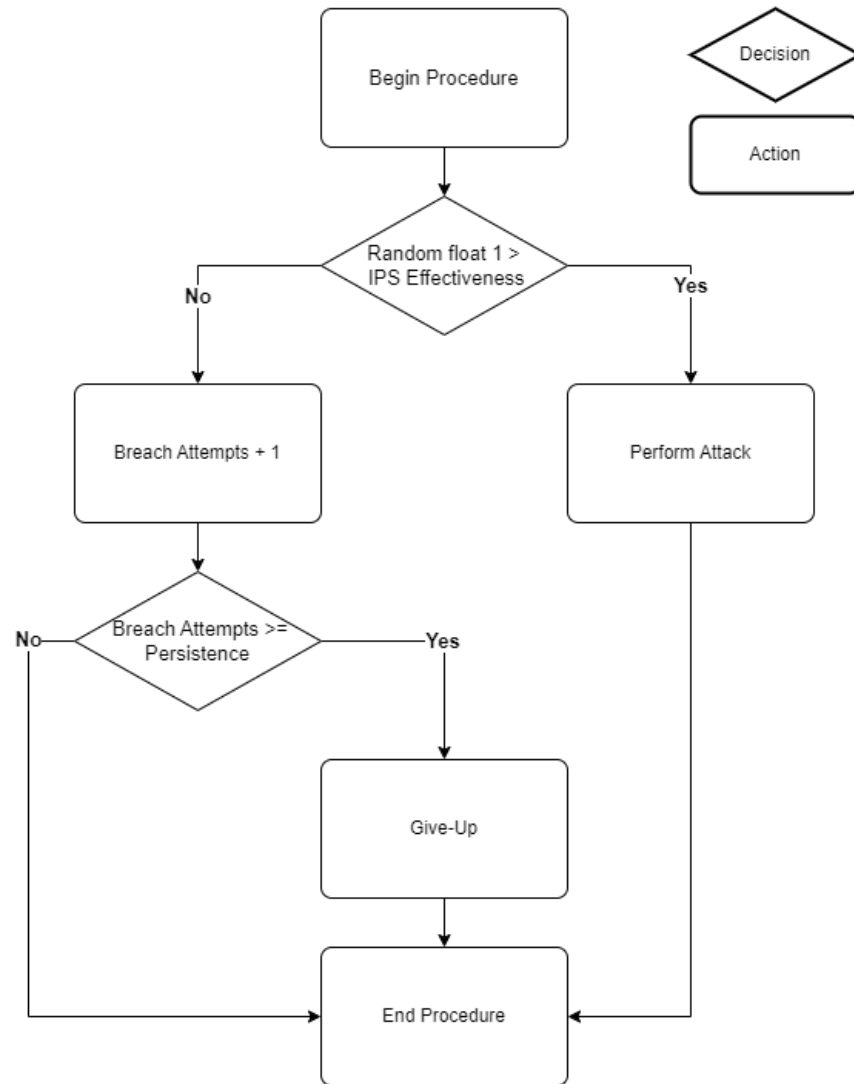 Begin Procedure
Decision
Action
Random float 1 >
IPS Effectiveness
No
Yes
Breach Attempts + 1
Perform Attack
Breach Attempts >=
Persistence
No
Yes
Give-Up
End Procedure